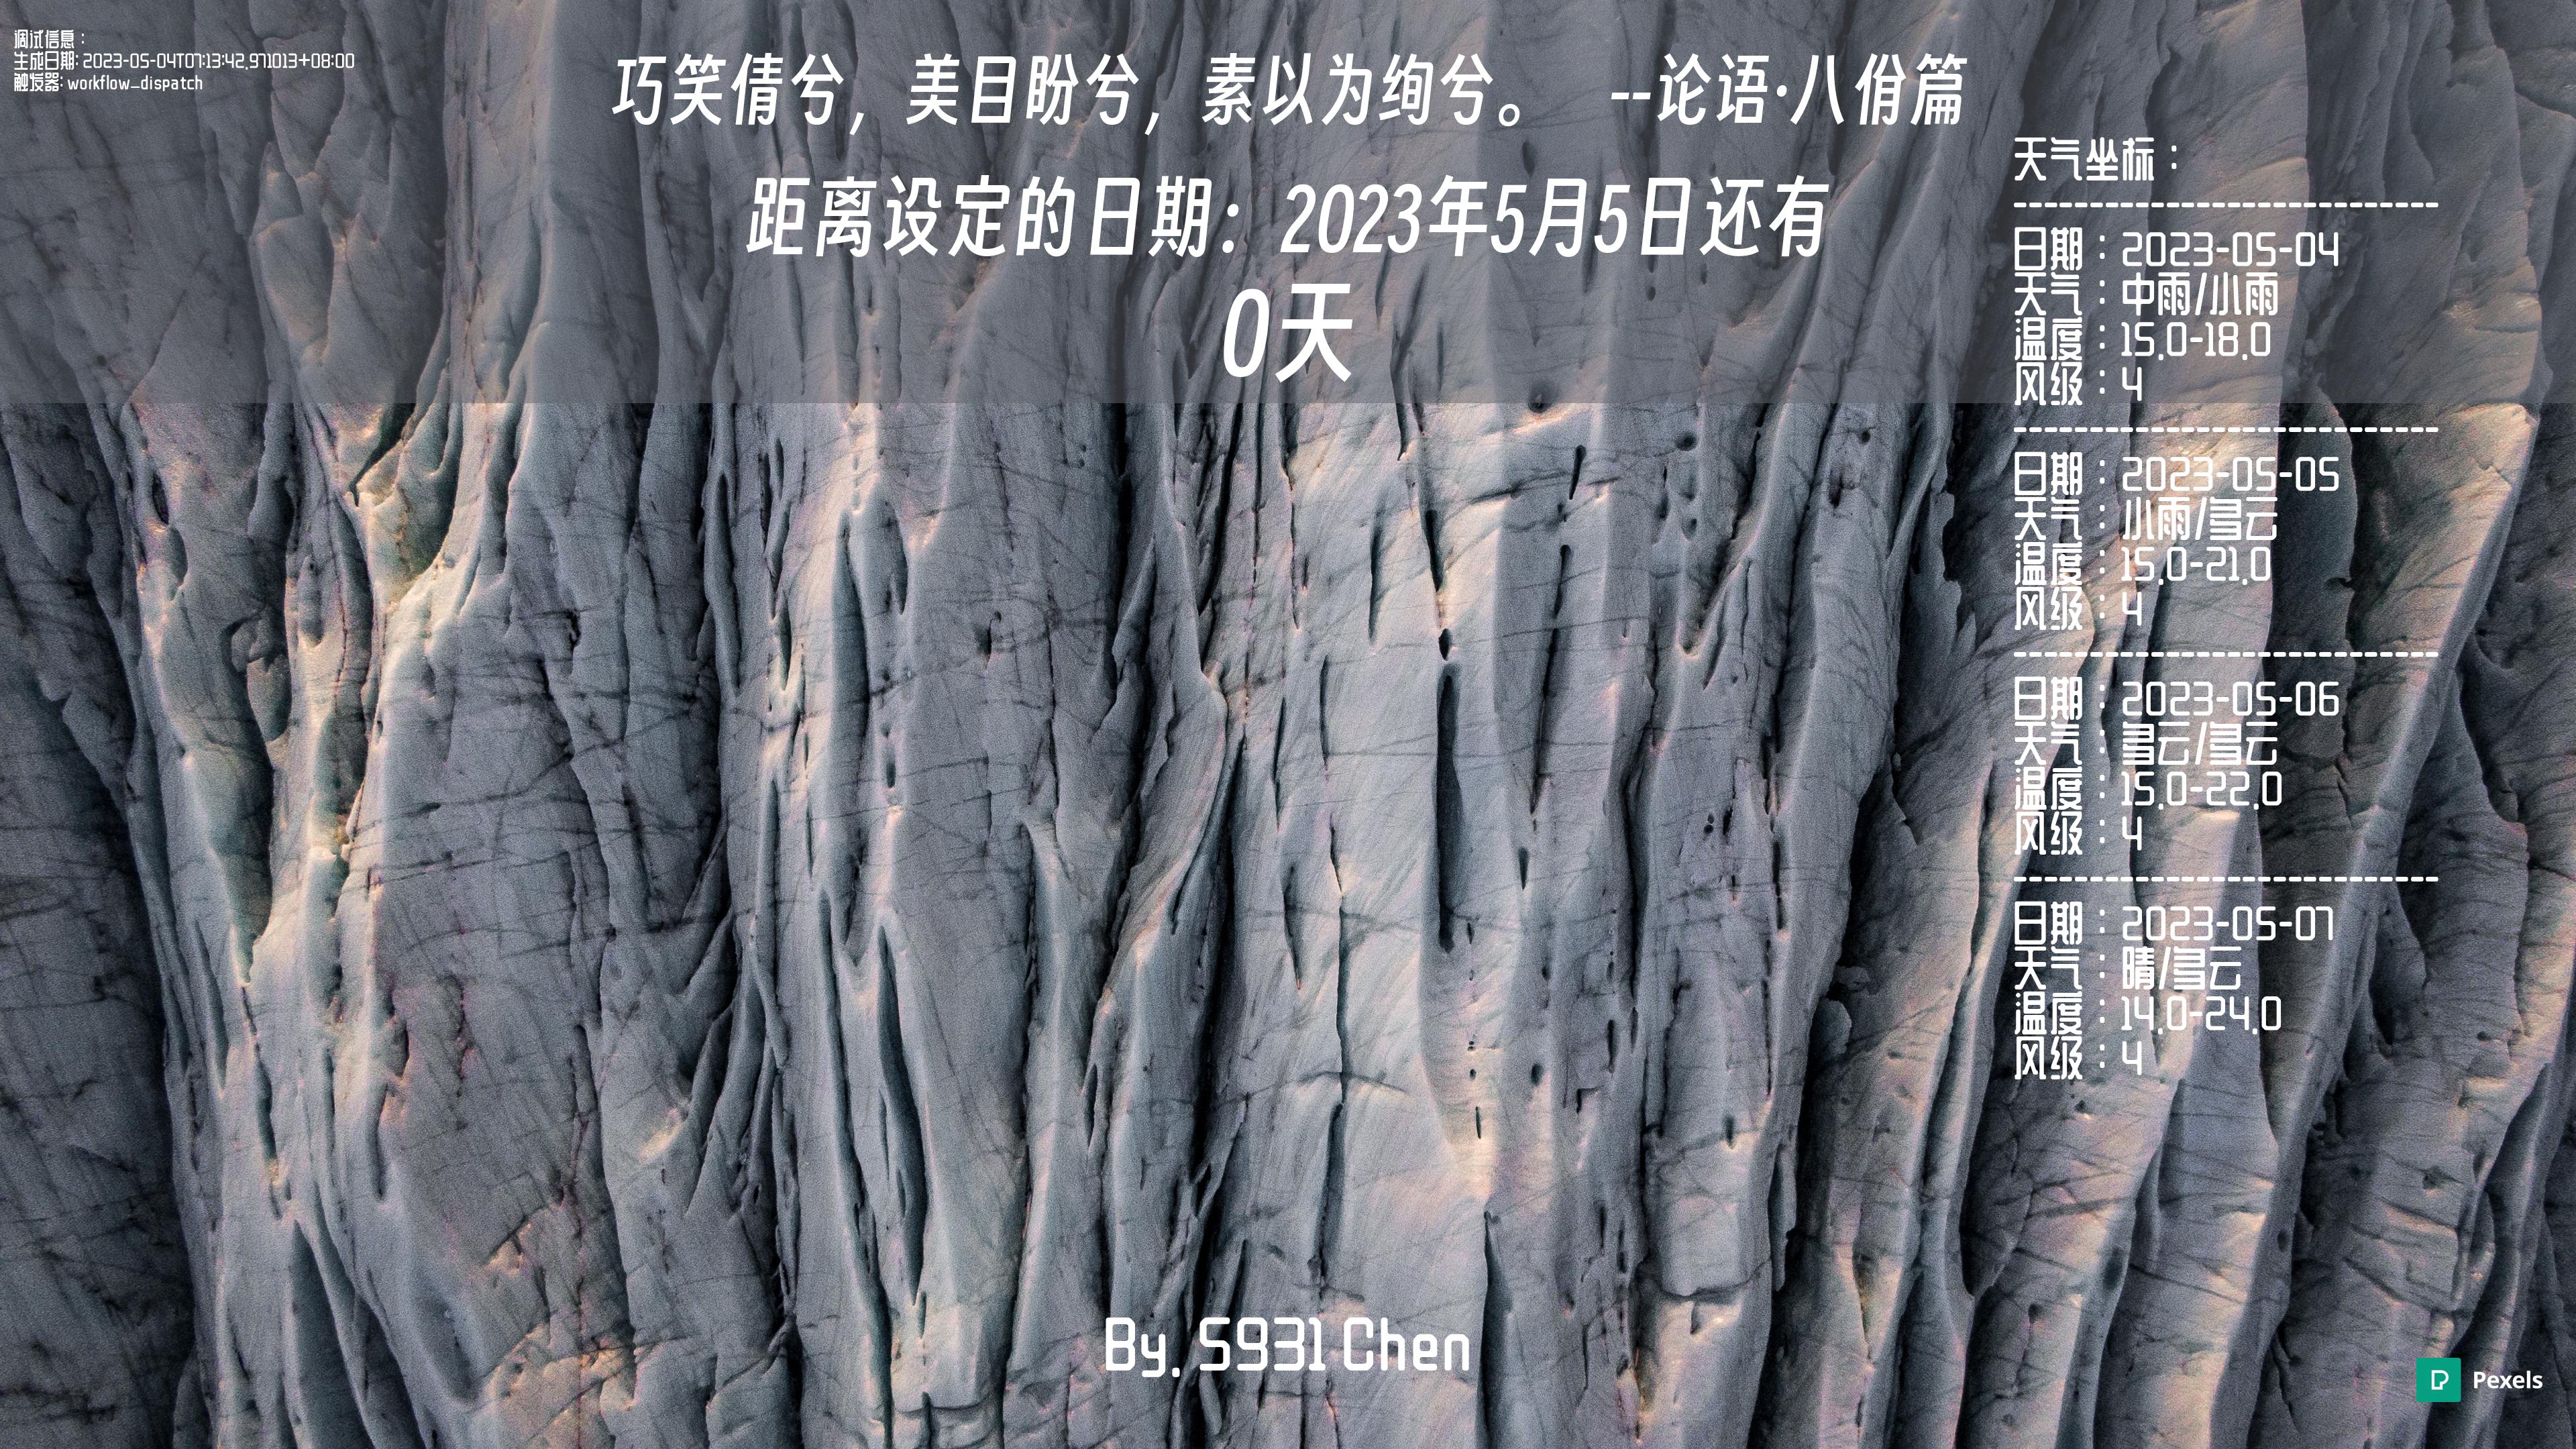 调试信息：
生成日期: 2023-05-04T07:13:42.971013+08:00
触发器: workflow_dispatch
巧笑倩兮，美目盼兮，素以为绚兮。 --论语·八佾篇
距离设定的日期：2023年5月5日还有
0天
天气坐标：
------------------------------
日期：2023-05-04
天气：中雨/小雨
温度：15.0-18.0
风级：4
------------------------------
日期：2023-05-05
天气：小雨/多云
温度：15.0-21.0
风级：4
------------------------------
日期：2023-05-06
天气：多云/多云
温度：15.0-22.0
风级：4
------------------------------
日期：2023-05-07
天气：晴/多云
温度：14.0-24.0
风级：4
By. S931 Chen
Pexels